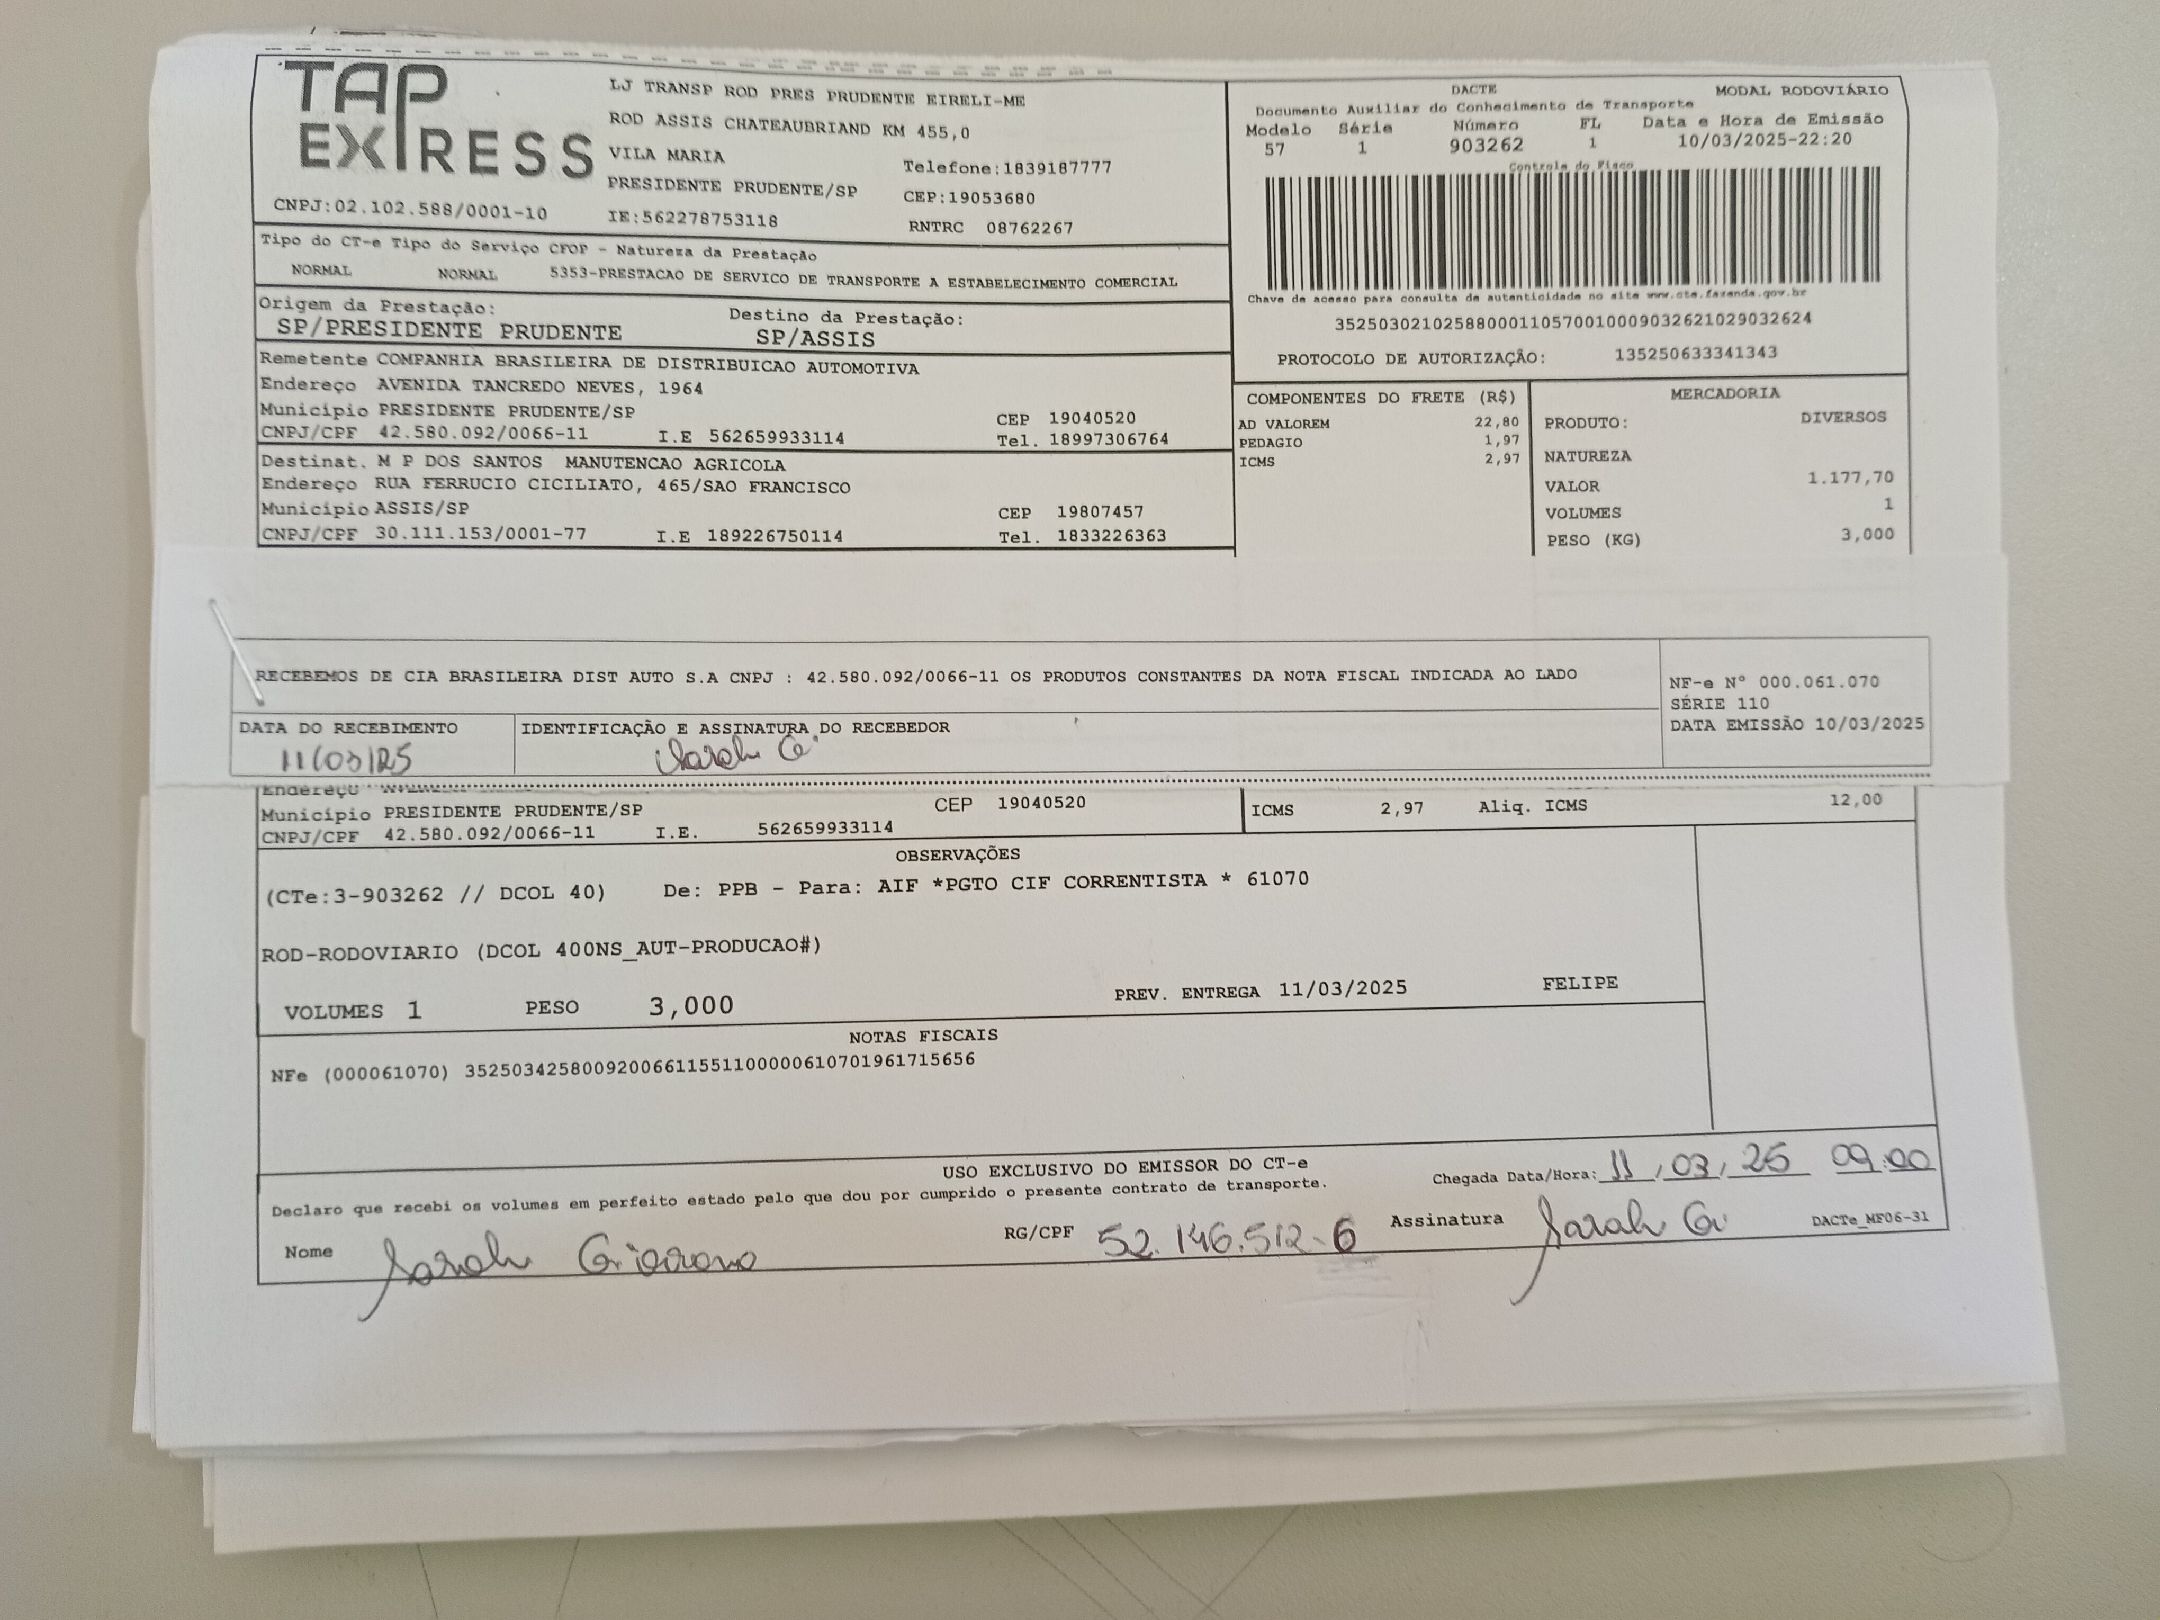 TAP EXPRESS
LJ TRANSP ROD PRES PRUDENTE EIRELI-ME
ROD ASSIS CHATEAUBRIAND KM 455,0
VILA MARIA Telefone:1839187777
PRESIDENTE PRUDENTE/SP CEP:19053680
CNPJ:02.102.588/0001-10 IE:562278753118 RNTRC 08762267
DACTE MODAL RODOVIÁRIO
Documento Auxiliar do Conhecimento de Transporte
Modelo Série Número FL Data e Hora de Emissão
57 1 903262 1 10/03/2025-22:20
Controle do Fisco
Chave de acesso para consulta de autenticidade no site www.cte.fazenda.gov.br
35250302102588000110570010009032621029032624
PROTOCOLO DE AUTORIZAÇÃO: 135250633341343
Tipo do CT-e Tipo do Serviço CFOP - Natureza da Prestação
NORMAL NORMAL 5353-PRESTACAO DE SERVICO DE TRANSPORTE A ESTABELECIMENTO COMERCIAL
Origem da Prestação: Destino da Prestação:
SP/PRESIDENTE PRUDENTE SP/ASSIS
Remetente COMPANHIA BRASILEIRA DE DISTRIBUICAO AUTOMOTIVA
Endereço AVENIDA TANCREDO NEVES, 1964
Município PRESIDENTE PRUDENTE/SP CEP 19040520
CNPJ/CPF 42.580.092/0066-11 I.E 562659933114 Tel. 18997306764
Destinat. M P DOS SANTOS MANUTENCAO AGRICOLA
Endereço RUA FERRUCIO CICILIATO, 465/SAO FRANCISCO
Município ASSIS/SP CEP 19807457
CNPJ/CPF 30.111.153/0001-77 I.E 189226750114 Tel. 1833226363
COMPONENTES DO FRETE (R$)
AD VALOREM 22,80
PEDAGIO 1,97
ICMS 2,97
MERCADORIA
PRODUTO: DIVERSOS
NATUREZA
VALOR 1.177,70
VOLUMES 1
PESO (KG) 3,000
RECEBEMOS DE CIA BRASILEIRA DIST AUTO S.A CNPJ : 42.580.092/0066-11 OS PRODUTOS CONSTANTES DA NOTA FISCAL INDICADA AO LADO
NF-e N° 000.061.070
SÉRIE 110
DATA EMISSÃO 10/03/2025
DATA DO RECEBIMENTO IDENTIFICAÇÃO E ASSINATURA DO RECEBEDOR
11/03/25 Sarah G.
Endereço
Município PRESIDENTE PRUDENTE/SP CEP 19040520
CNPJ/CPF 42.580.092/0066-11 I.E. 562659933114
ICMS 2,97 Aliq. ICMS 12,00
OBSERVAÇÕES
(CTe:3-903262 // DCOL 40) De: PPB - Para: AIF *PGTO CIF CORRENTISTA * 61070
ROD-RODOVIARIO (DCOL 400NS_AUT-PRODUCAO#)
VOLUMES 1 PESO 3,000 PREV. ENTREGA 11/03/2025 FELIPE
NOTAS FISCAIS
NFe (000061070) 35250342580092006611551100000610701961715656
USO EXCLUSIVO DO EMISSOR DO CT-e
Declaro que recebi os volumes em perfeito estado pelo que dou por cumprido o presente contrato de transporte.
Chegada Data/Hora: 11,03,25 09:00
Nome Sarah RG/CPF 52.146.512-6 Assinatura Sarah G. DACTe_MF06-31